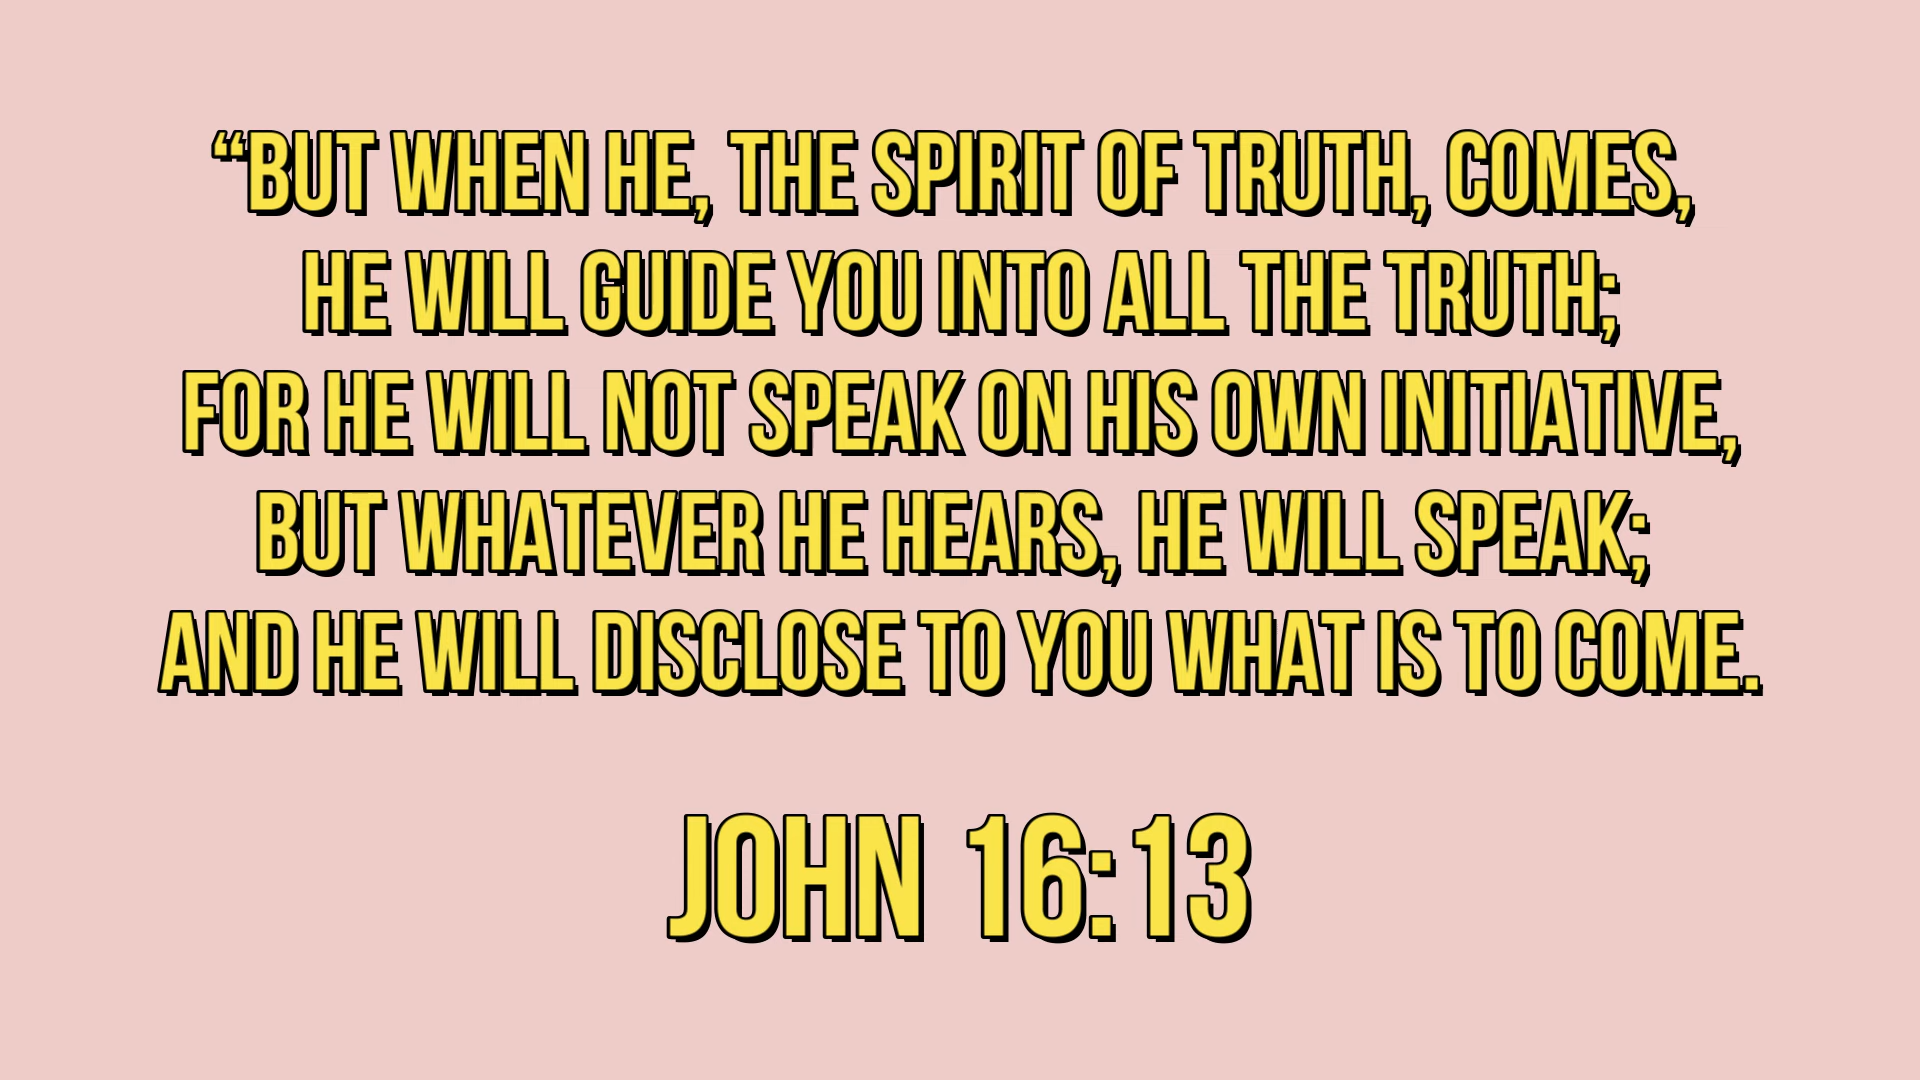 “BUT WHEN HE, THE SPIRIT OF TRUTH, COMES,
HE WILL GUIDE YOU INTO ALL THE TRUTH;
FOR HE WILL NOT SPEAK ON HIS OWN INITIATIVE,
BUT WHATEVER HE HEARS, HE WILL SPEAK;
AND HE WILL DISCLOSE TO YOU WHAT IS TO COME.
JOHN 16:13